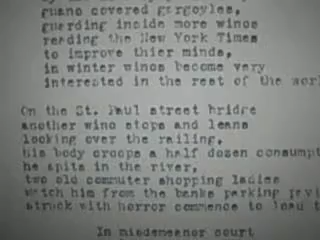 guano covered gargoyles,
guarding inside more winos
reading the New York Times
to improve thier minds,
in winter winos become very
interested in the rest of the
On the St. Paul street bridge
another wino stops and leans
looking over the railing,
his body droops a half dozen
he spits in the river,
two old commuter shopping ladies
watch him from the banks parking
struck with horror commence to
In misdemeanor court